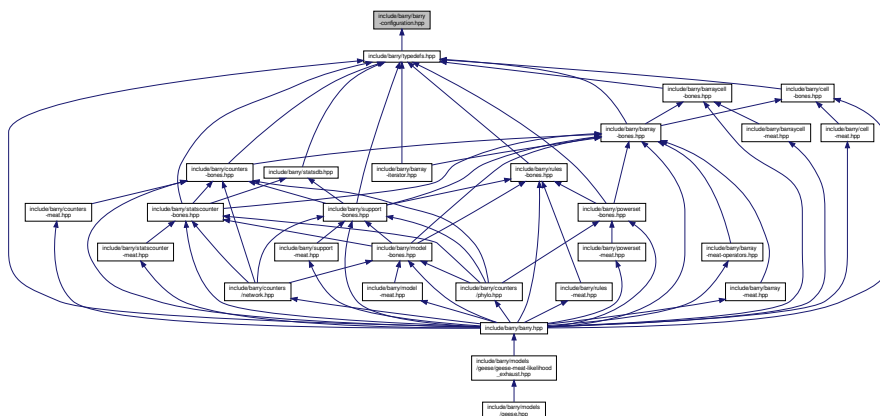 include/barry/barry
-configuration.hpp
include/barry/typedefs.hpp
include/barry/barraycell
-bones.hpp
include/barry/cell
-bones.hpp
include/barry/barray
-bones.hpp
include/barry/barraycell
-meat.hpp
include/barry/cell
-meat.hpp
include/barry/counters
-bones.hpp
include/barry/statsdb.hpp
include/barry/barray
-iterator.hpp
include/barry/rules
-bones.hpp
include/barry/counters
-meat.hpp
include/barry/statscounter
-bones.hpp
include/barry/support
-bones.hpp
include/barry/powerset
-bones.hpp
include/barry/statscounter
-meat.hpp
include/barry/support
-meat.hpp
include/barry/model
-bones.hpp
include/barry/powerset
-meat.hpp
include/barry/barray
-meat-operators.hpp
include/barry/counters
/network.hpp
include/barry/model
-meat.hpp
include/barry/counters
/phylo.hpp
include/barry/rules
-meat.hpp
include/barry/barray
-meat.hpp
include/barry/barry.hpp
include/barry/models
/geese/geese-meat-likelihood
_exhaust.hpp
include/barry/models
/geese.hpp